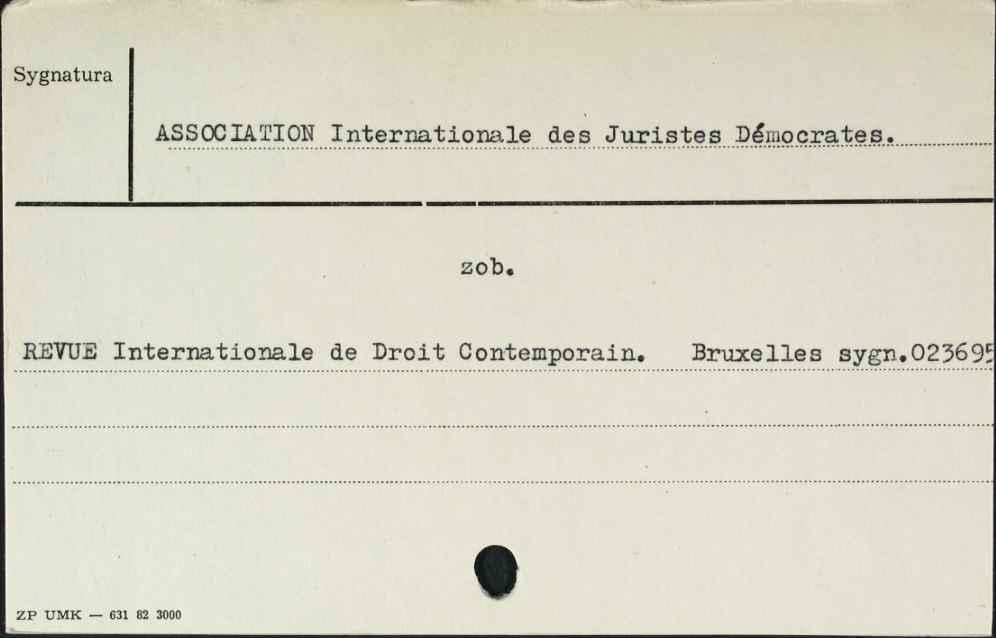 Sygnatura
ASSOCIATION Internationale des Juristes Démocrates.
zob.
REVUE Internationale de Droit Contemporain. Bruxelles sygn.023695
ZP UMK — 631 82 3000